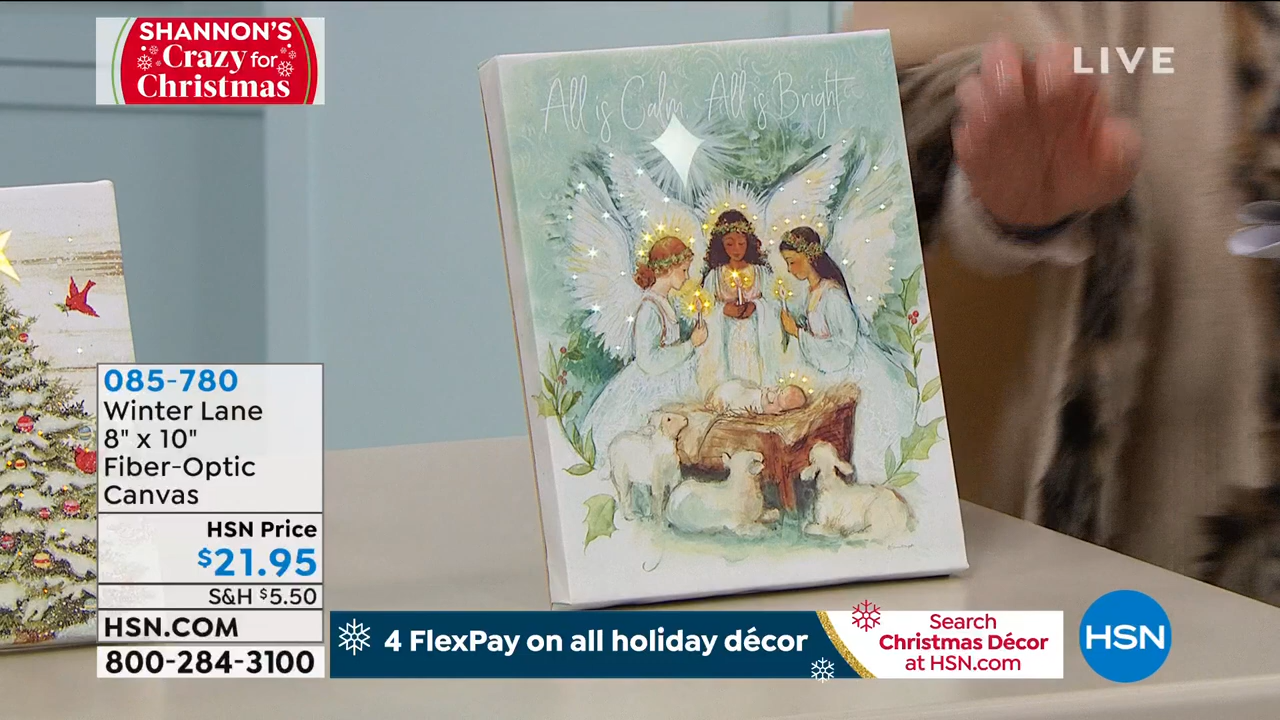 SHANNON'S
Crazy for
Christmas
LIVE
All is Calm All is Bright
085-780
Winter Lane
8" x 10"
Fiber-Optic
Canvas
HSN Price
$21.95
S&H $5.50
HSN.COM
800-284-3100
4 FlexPay on all holiday décor
Search
Christmas Décor
at HSN.com
HSN